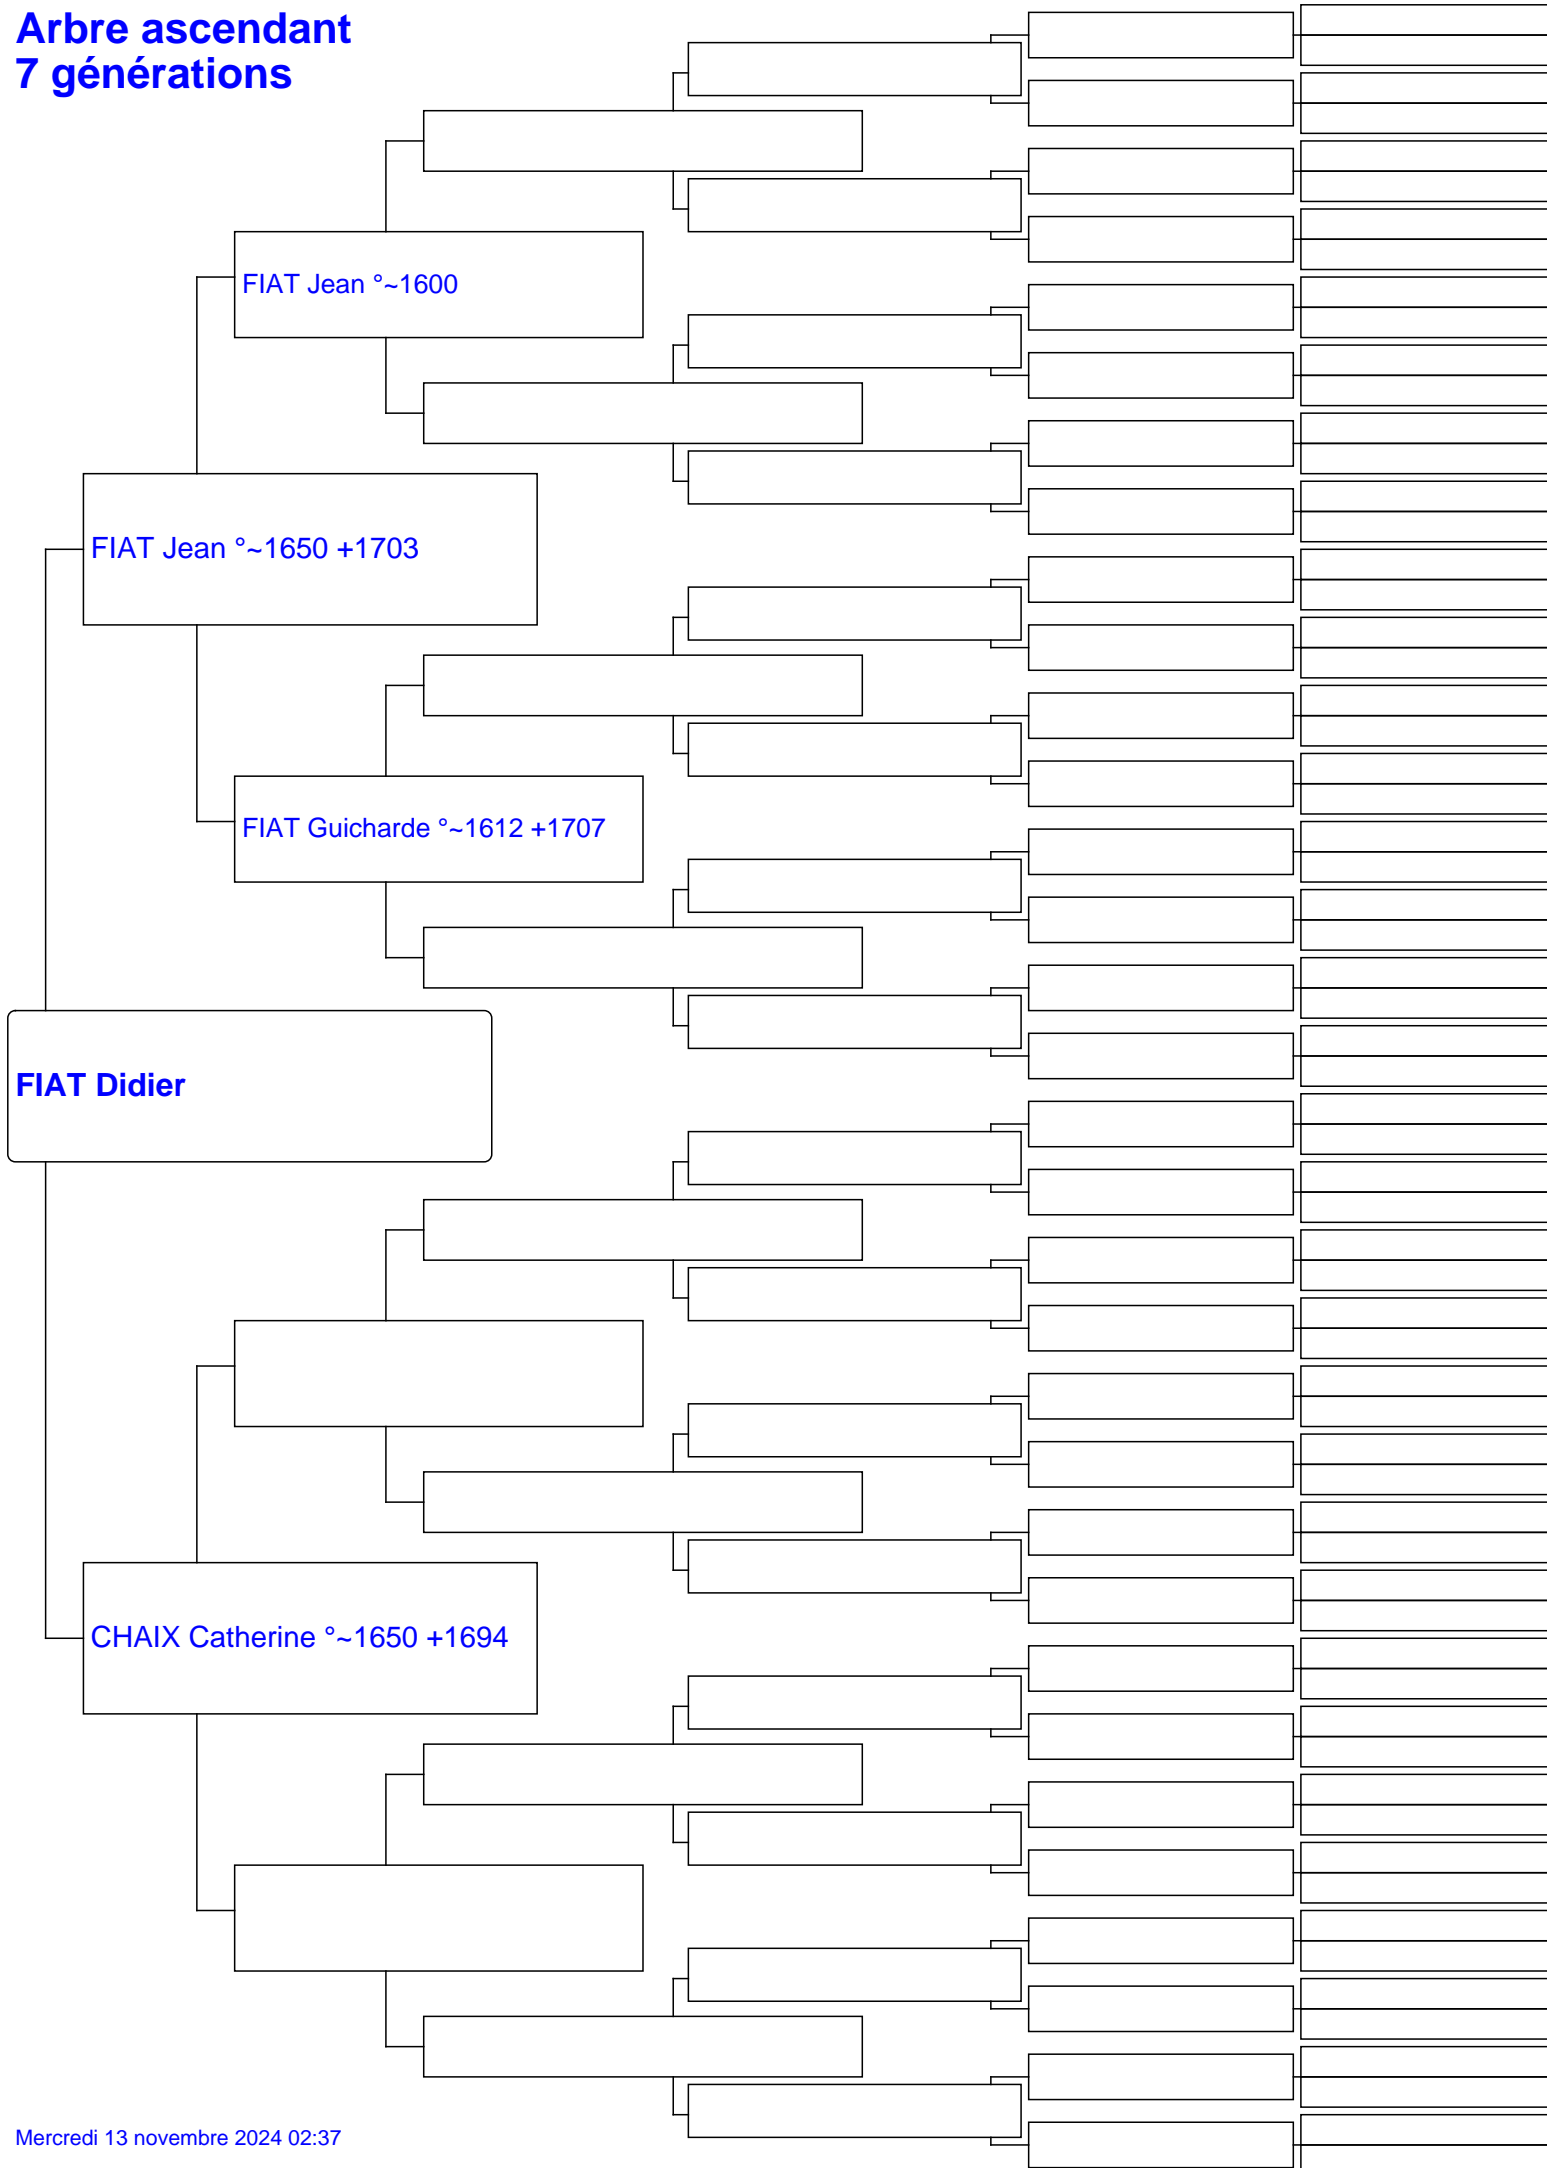 Arbre ascendant
7 générations
FIAT Jean °~1600
FIAT Jean °~1650 +1703
FIAT Guicharde °~1612 +1707
FIAT Didier
CHAIX Catherine °~1650 +1694
Mercredi 13 novembre 2024 02:37